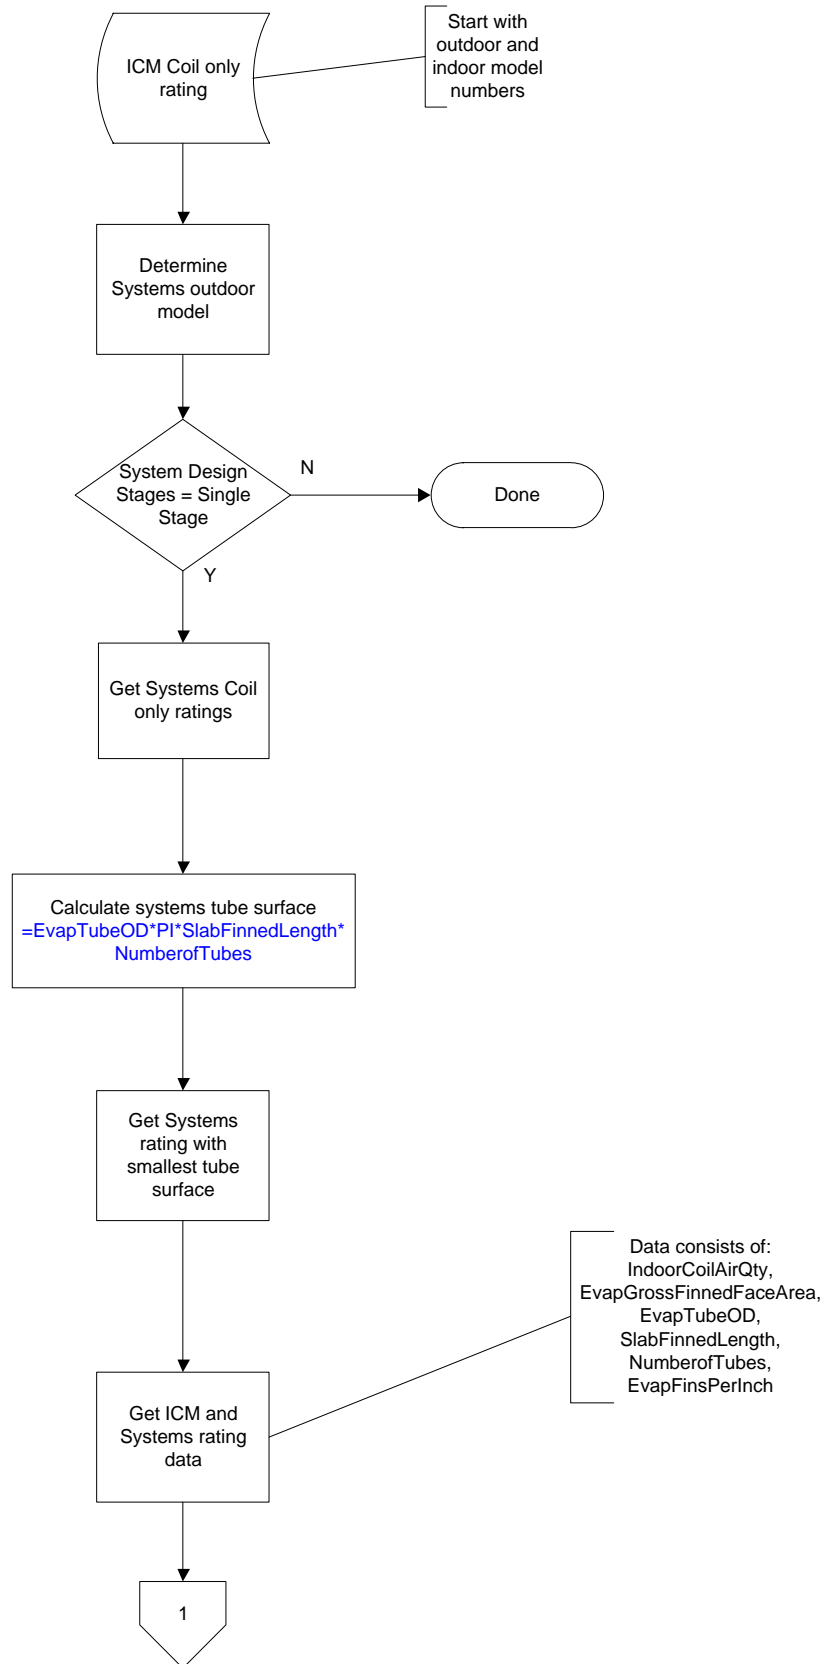 ICM Coil only
rating
Start with
outdoor and
indoor model
numbers
Determine
Systems outdoor
model
System Design
Stages = Single
Stage
N
Done
Y
Get Systems Coil
only ratings
Calculate systems tube surface
=EvapTubeOD*PI*SlabFinnedLength*
NumberofTubes
Get Systems
rating with
smallest tube
surface
Data consists of:
IndoorCoilAirQty,
EvapGrossFinnedFaceArea,
EvapTubeOD,
SlabFinnedLength,
NumberofTubes,
EvapFinsPerInch
Get ICM and
Systems rating
data
1